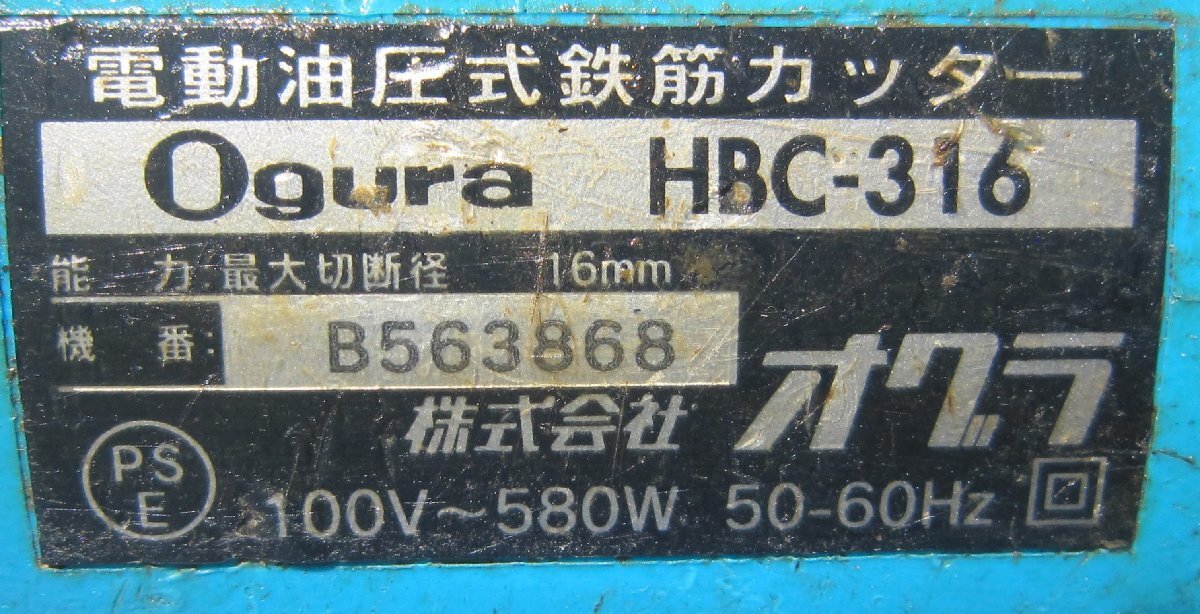 電動油圧式鉄筋カッター
Ogura HBC-316
能 力:最大切断径 16mm
機 番: B563868
株式会社 オグラ
PS
E
100V~580W 50-60Hz